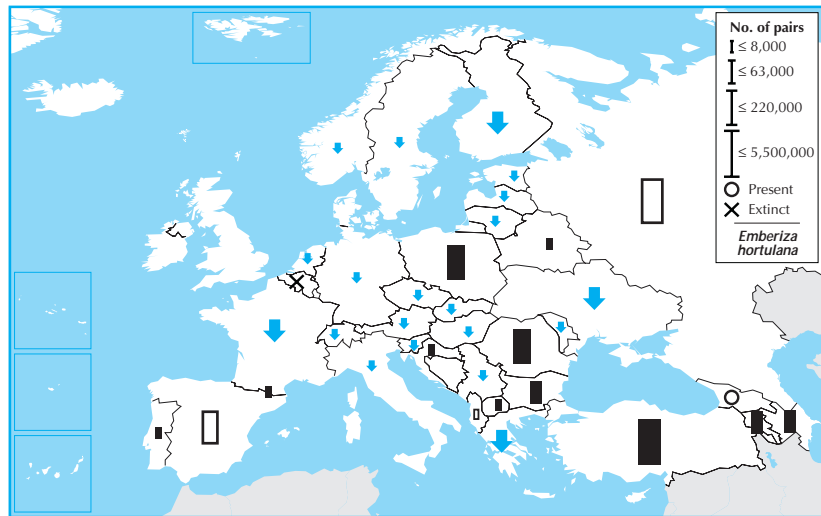 No. of pairs
≤ 8,000
≤ 63,000
≤ 220,000
≤ 5,500,000
Present
Extinct
Emberiza
hortulana